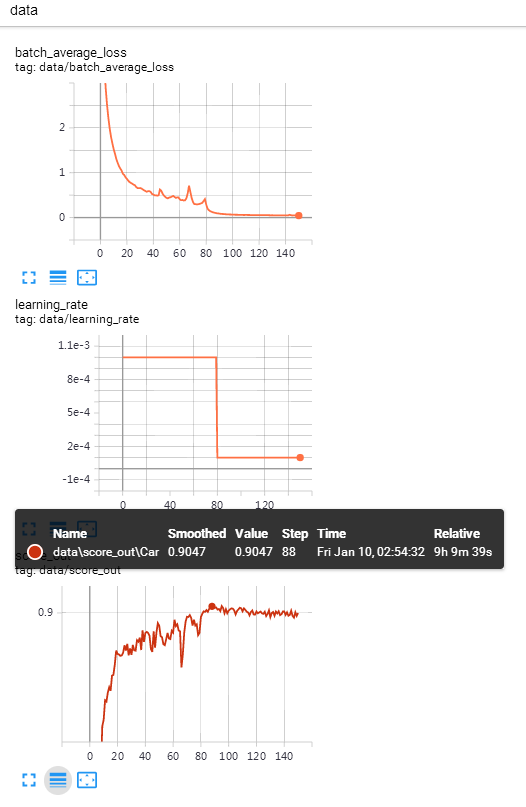 data
batch_average_loss
tag: data/batch_average_loss
2
1
0
0 20 40 60 80 100 120 140
learning_rate
tag: data/learning_rate
1.1e-3
8e-4
5e-4
2e-4
-1e-4
0 40 80 120
Name Smoothed Value Step Time Relative
data\score_out\Car 0.9047 0.9047 88 Fri Jan 10, 02:54:32 9h 9m 39s
tag: data/score_out
0.9
0 20 40 60 80 100 120 140